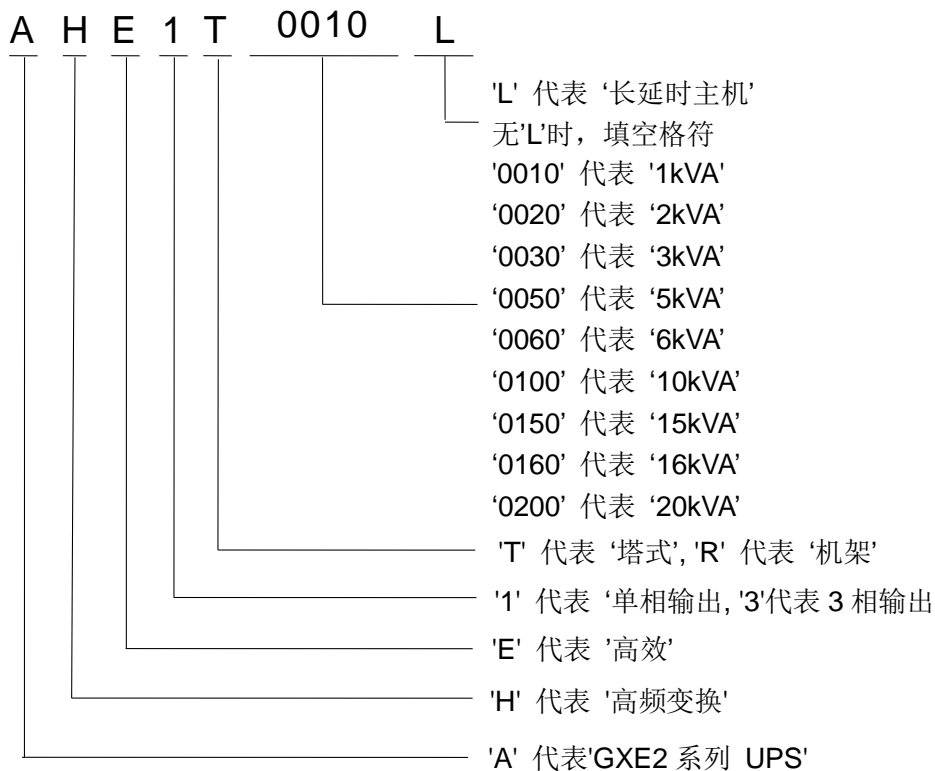 A H E 1 T 0010 L
'L' 代表 ‘长延时主机’
无’L’时，填空格符
'0010' 代表 '1kVA'
‘0020’ 代表 ‘2kVA’
‘0030’ 代表 ‘3kVA’
‘0050’ 代表 ‘5kVA’
‘0060’ 代表 ‘6kVA’
‘0100’ 代表 ‘10kVA’
‘0150’ 代表 ‘15kVA’
‘0160’ 代表 ‘16kVA’
‘0200’ 代表 ‘20kVA’
'T' 代表 ‘塔式’, 'R' 代表 ‘机架’
'1' 代表 ‘单相输出, '3'代表 3 相输出
'E' 代表 ’高效’
'H' 代表 '高频变换'
'A' 代表'GXE2 系列 UPS'